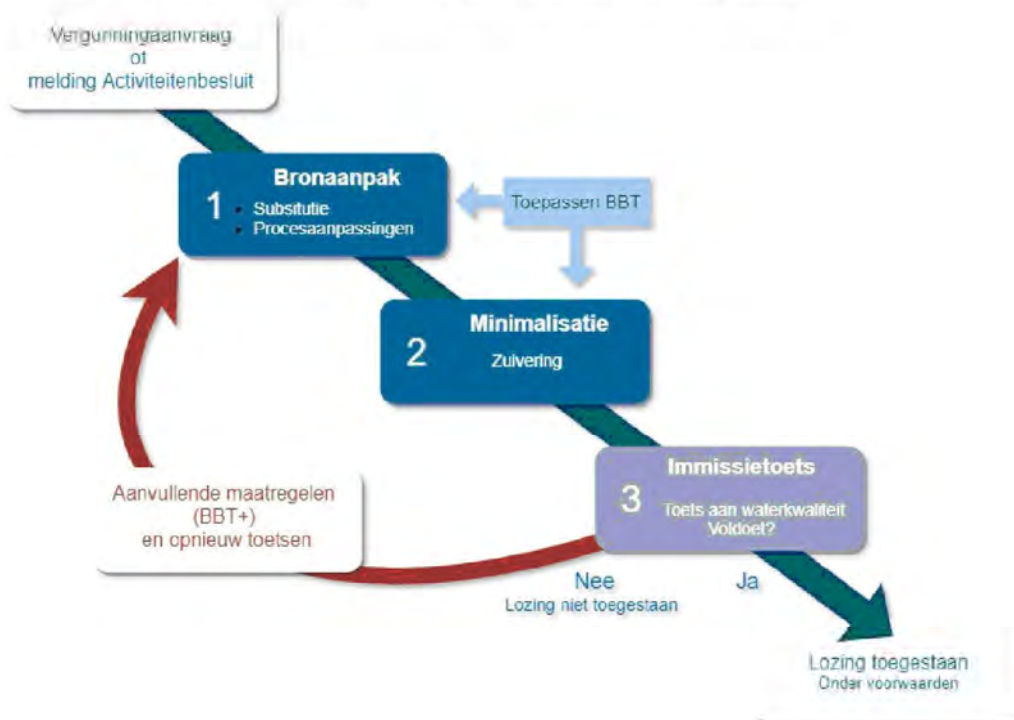 Vergunningaanvraag
of
melding Activiteitenbesluit
1
Bronaanpak
• Subsitutie
• Procesaanpassingen
Toepassen BBT
2
Minimalisatie
Zuivering
3
Immissietoets
Toets aan waterkwaliteit
Voldoet?
Aanvullende maatregelen
(BBT+)
en opnieuw toetsen
Nee
Lozing niet toegestaan
Ja
Lozing toegestaan
Onder voorwaarden